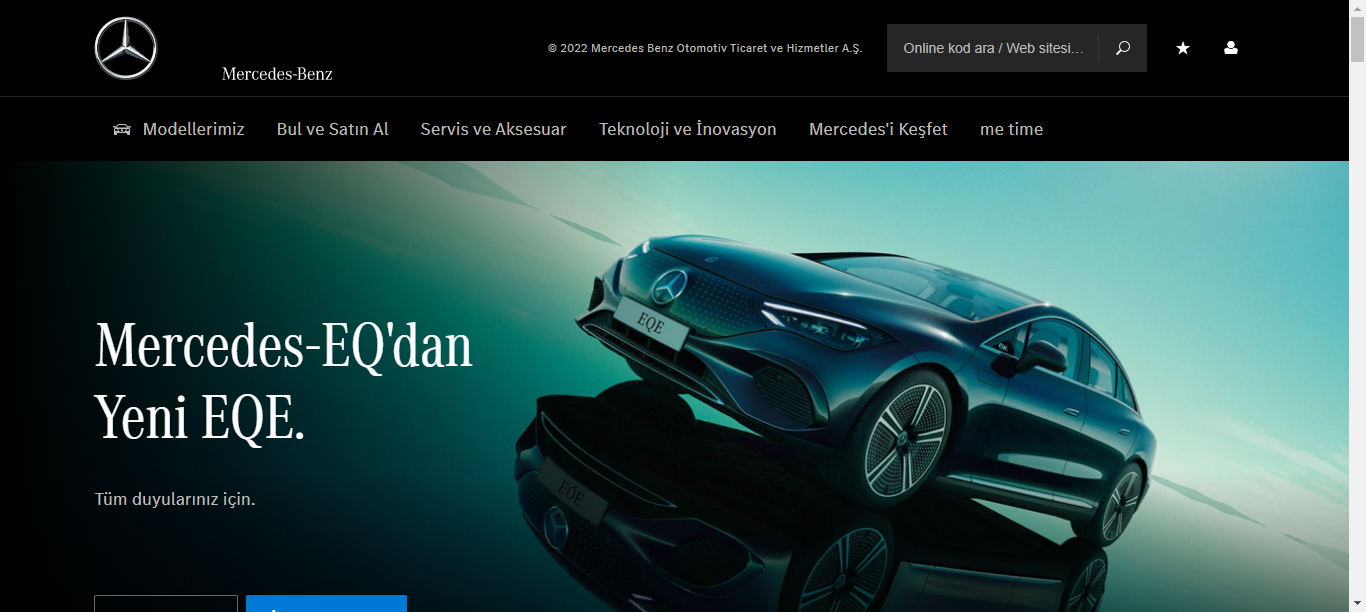 © 2022 Mercedes Benz Otomotiv Ticaret ve Hizmetler A.Ş.
Online kod ara / Web sitesi...
Mercedes-Benz
Modellerimiz
Bul ve Satın Al
Servis ve Aksesuar
Teknoloji ve İnovasyon
Mercedes'i Keşfet
me time
EQE
Mercedes-EQ'dan
Yeni EQE.
Tüm duyularınız için.